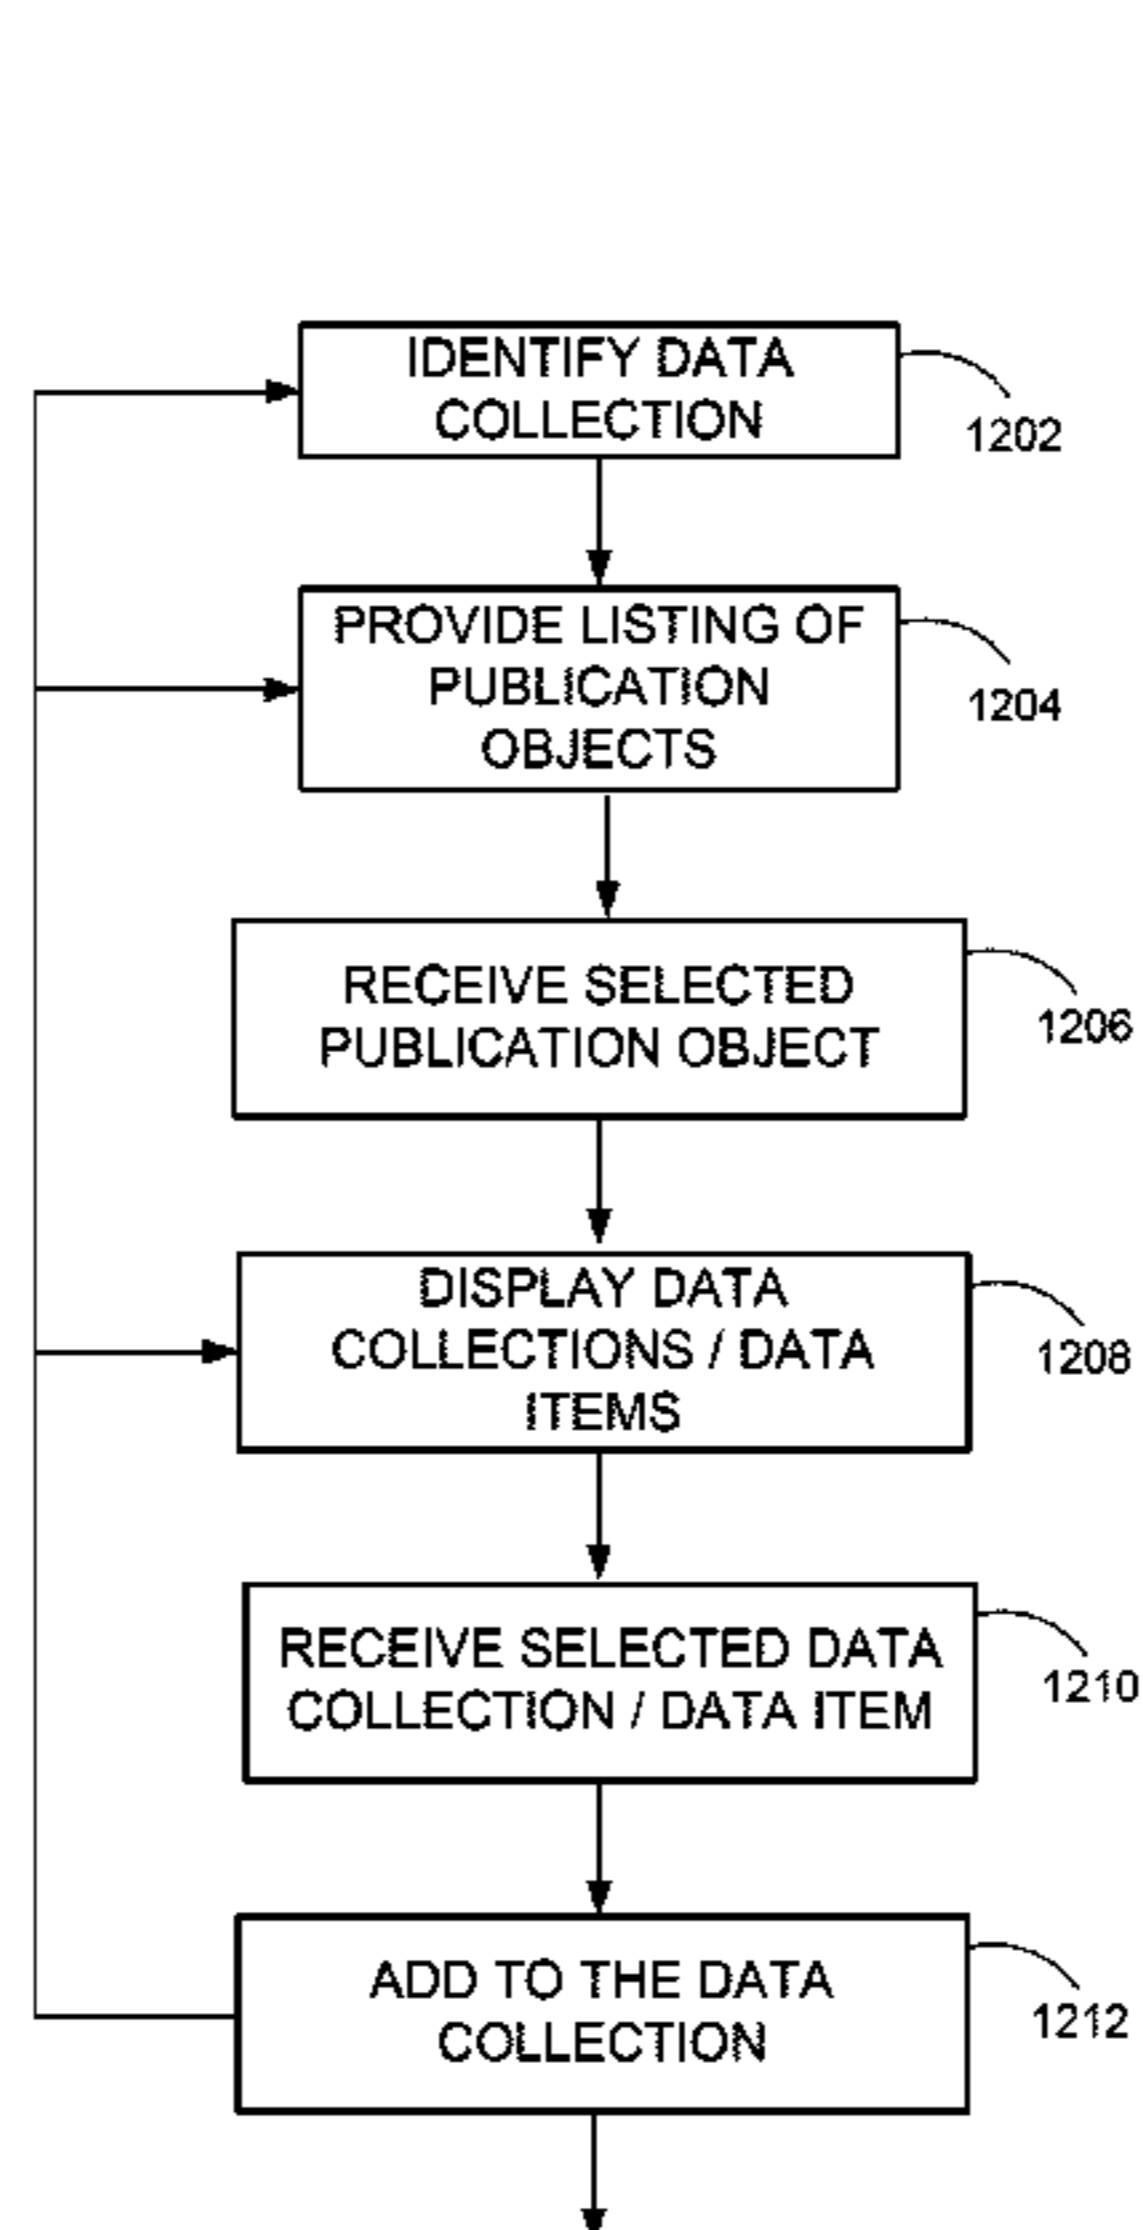 IDENTIFY DATA
COLLECTION
1202
PROVIDE LISTING OF
PUBLICATION
OBJECTS
1204
RECEIVE SELECTED
PUBLICATION OBJECT
1206
DISPLAY DATA
COLLECTIONS / DATA
ITEMS
1208
RECEIVE SELECTED DATA
COLLECTION / DATA ITEM
1210
ADD TO THE DATA
COLLECTION
1212